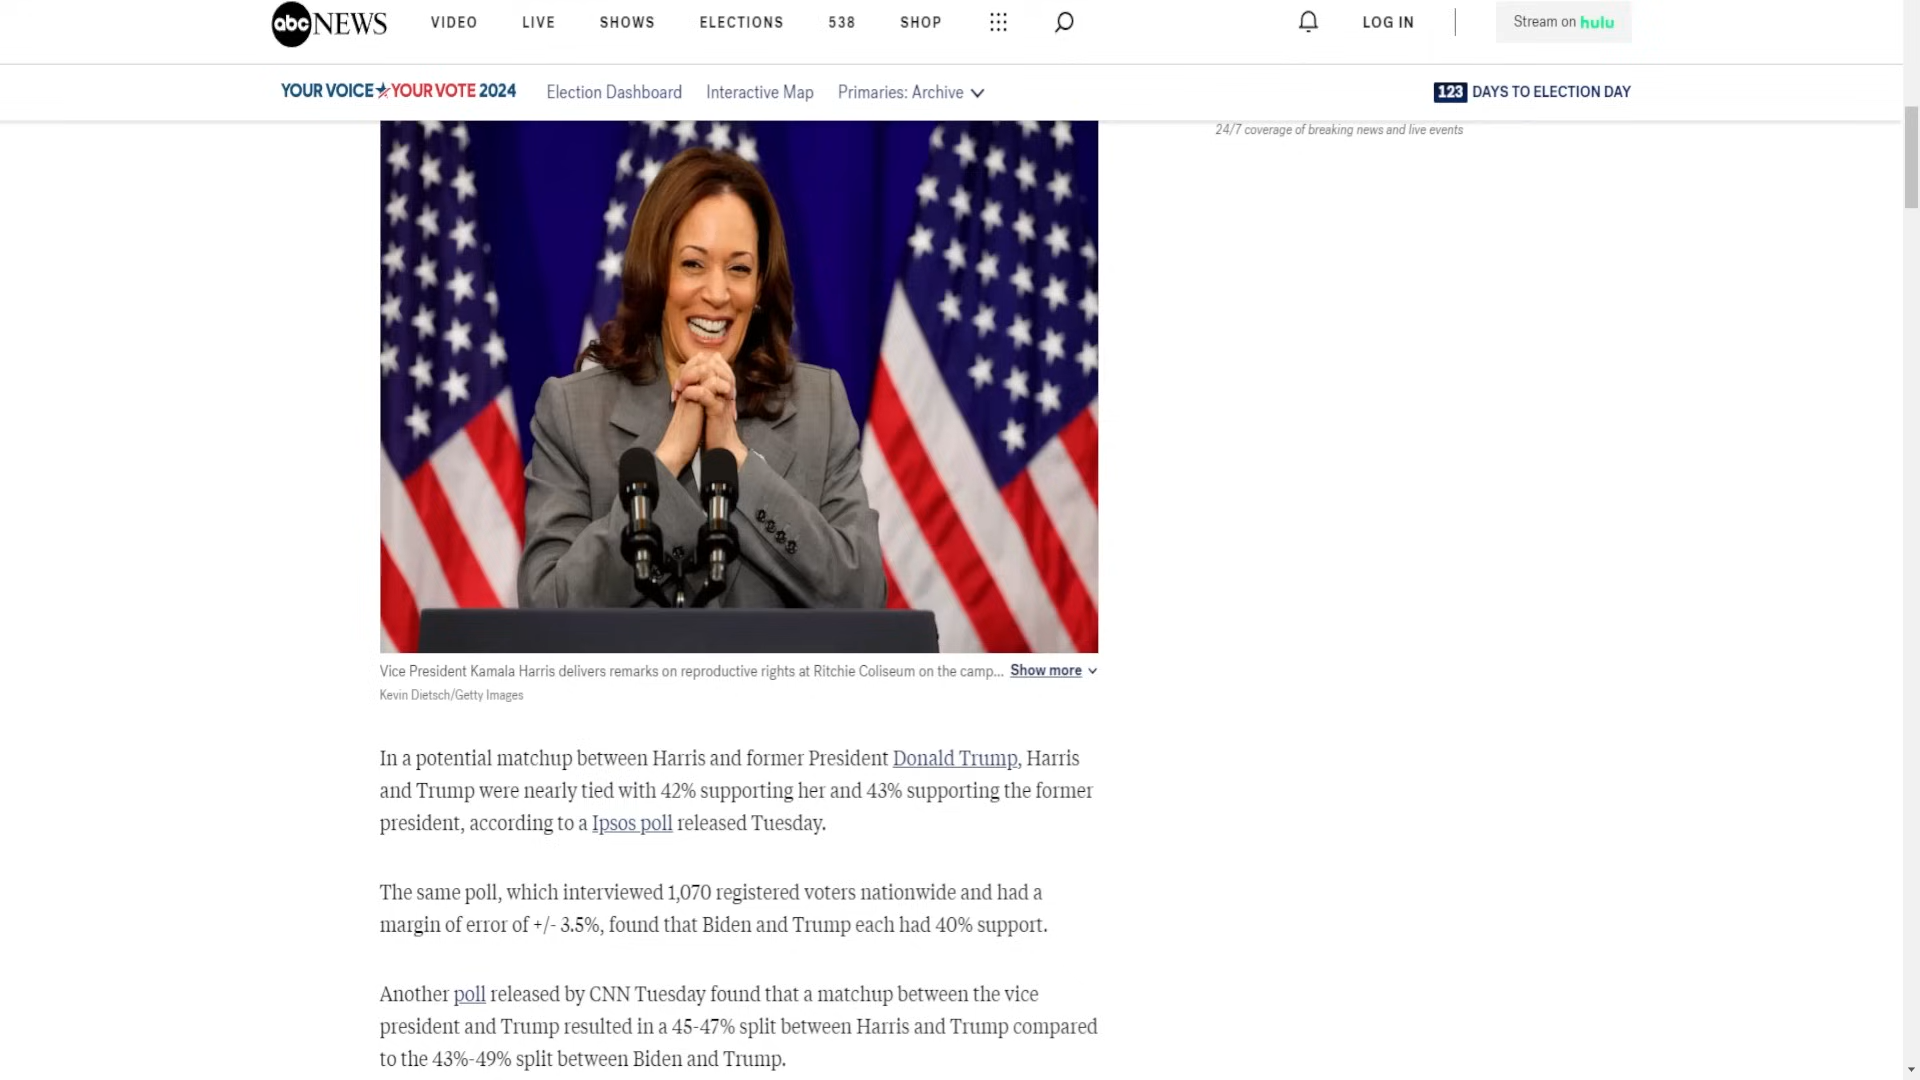 abc NEWS VIDEO LIVE SHOWS ELECTIONS 538 SHOP LOG IN Stream on hulu
YOUR VOICE YOUR VOTE 2024 Election Dashboard Interactive Map Primaries: Archive 123 DAYS TO ELECTION DAY
24/7 coverage of breaking news and live events
Vice President Kamala Harris delivers remarks on reproductive rights at Ritchie Coliseum on the camp... Show more
Kevin Dietsch/Getty Images
In a potential matchup between Harris and former President Donald Trump, Harris
and Trump were nearly tied with 42% supporting her and 43% supporting the former
president, according to a Ipsos poll released Tuesday.
The same poll, which interviewed 1,070 registered voters nationwide and had a
margin of error of +/- 3.5%, found that Biden and Trump each had 40% support.
Another poll released by CNN Tuesday found that a matchup between the vice
president and Trump resulted in a 45-47% split between Harris and Trump compared
to the 43%-49% split between Biden and Trump.